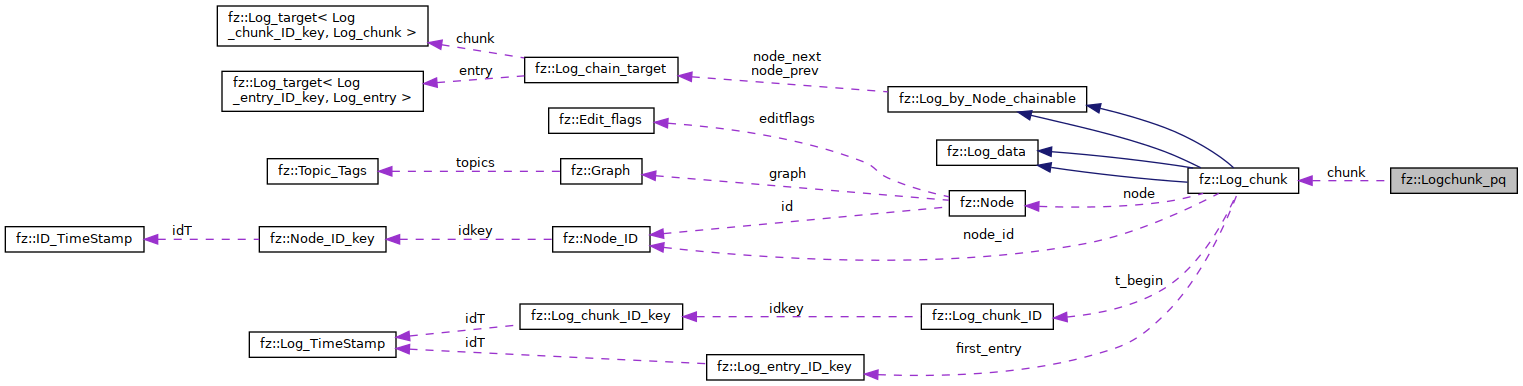 fz::Log_target< Log
_chunk_ID_key, Log_chunk >
chunk
fz::Log_chain_target
entry
fz::Log_target< Log
_entry_ID_key, Log_entry >
node_next
node_prev
fz::Log_by_Node_chainable
fz::Edit_flags
editflags
fz::Log_data
fz::Topic_Tags
topics
fz::Graph
graph
fz::Log_chunk
chunk
fz::Logchunk_pq
node
fz::Node
id
fz::ID_TimeStamp
idT
fz::Node_ID_key
idkey
fz::Node_ID
node_id
t_begin
fz::Log_chunk_ID_key
idkey
fz::Log_chunk_ID
idT
fz::Log_TimeStamp
idT
first_entry
fz::Log_entry_ID_key